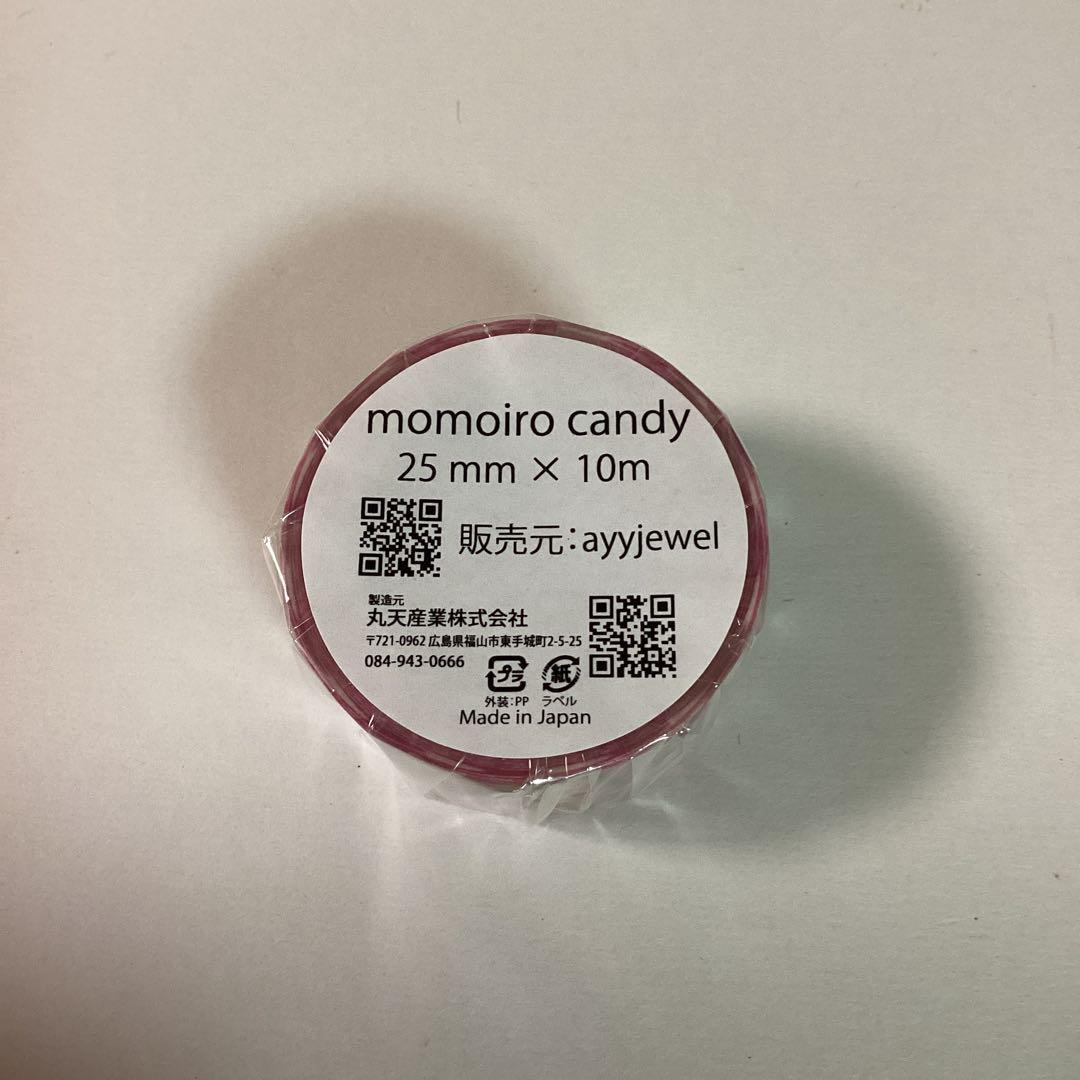 momoiro candy
25 mm × 10m
販売元：ayyjewel
製造元
丸天産業株式会社
〒721-0962 広島県福山市東手城町2-5-25
084-943-0666
プラ 紙
外装：PP ラベル
Made in Japan